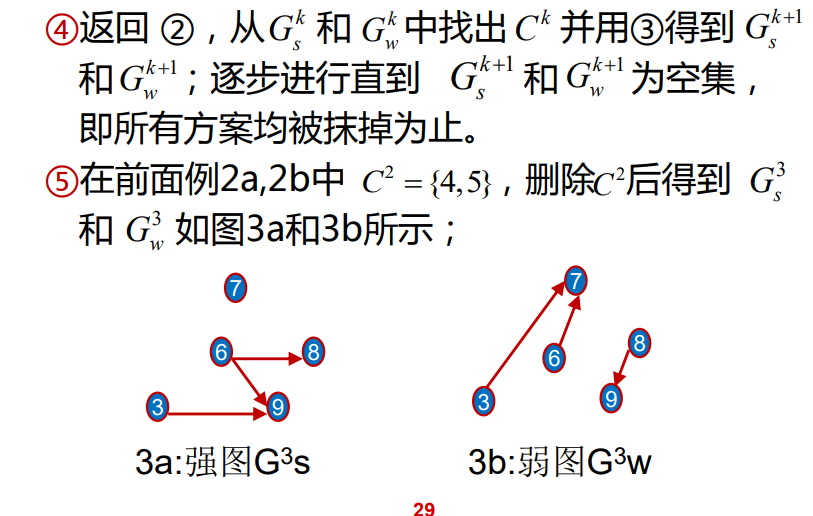 ④返回 ②，从 $G_s^k$ 和 $G_w^k$ 中找出 $C^k$ 并用③得到 $G_s^{k+1}$
和 $G_w^{k+1}$；逐步进行直到 $G_s^{k+1}$ 和 $G_w^{k+1}$ 为空集，
即所有方案均被抹掉为止。
⑤在前面例2a,2b中 $C^2=\{4,5\}$，删除$C^2$后得到 $G_s^3$
和 $G_w^3$ 如图3a和3b所示；
7
6 8
3 9
7
6 8
3 9
3a:强图G³s
3b:弱图G³w
29